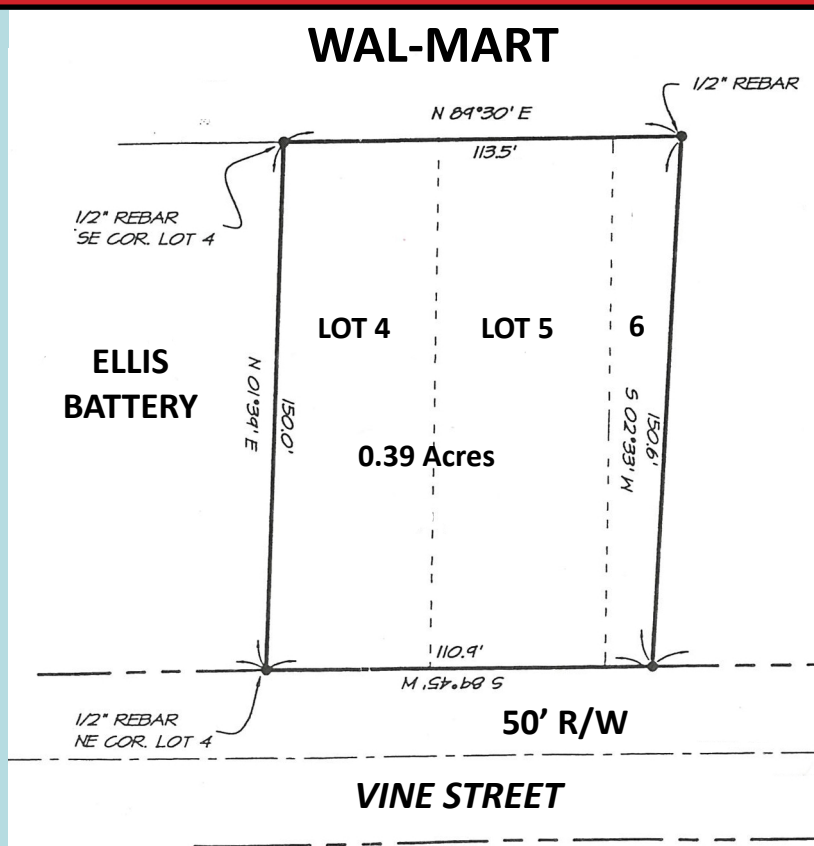 WAL-MART
1/2" REBAR
N 89°30' E
113.5'
1/2" REBAR
SE COR. LOT 4
LOT 4
LOT 5
6
ELLIS
BATTERY
N 01°39' E
150.0'
S 02°33' W
150.6'
0.39 Acres
110.9'
S 89°45' W
1/2" REBAR
NE COR. LOT 4
50’ R/W
VINE STREET